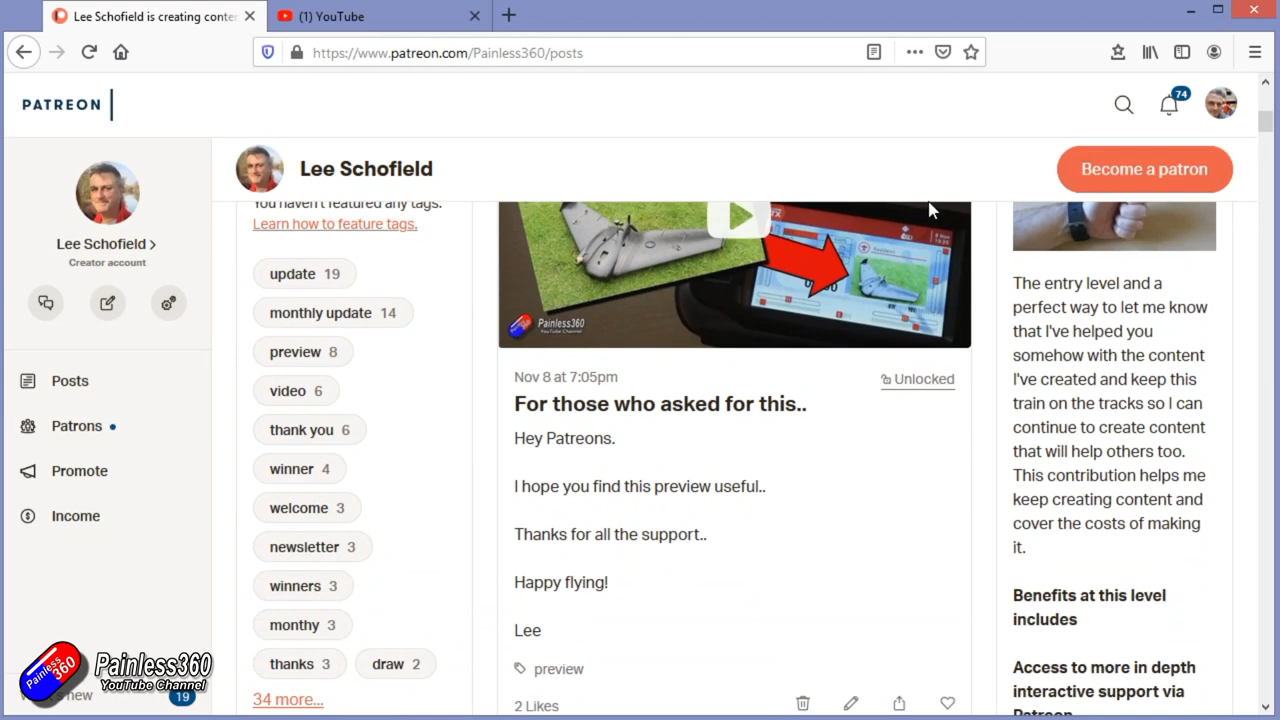 Lee Schofield is creating conter
(1) YouTube
https://www.patreon.com/Painless360/posts
PATREON
74
Lee Schofield
Become a patron
Lee Schofield
Creator account
Posts
Patrons
Promote
Income
19
You haven't featured any tags.
Learn how to feature tags.
update 19
monthly update 14
preview 8
video 6
thank you 6
winner 4
welcome 3
newsletter 3
winners 3
monthy 3
thanks 3
draw 2
34 more...
Painless360
YouTube Channel
Nov 8 at 7:05pm
Unlocked
For those who asked for this..
Hey Patreons.
I hope you find this preview useful..
Thanks for all the support..
Happy flying!
Lee
preview
2 Likes
The entry level and a
perfect way to let me know
that I've helped you
somehow with the content
I've created and keep this
train on the tracks so I can
continue to create content
that will help others too.
This contribution helps me
keep creating content and
cover the costs of making
it.
Benefits at this level
includes
Access to more in depth
interactive support via
Patreon
Painless
360
Painless360
YouTube Channel
new